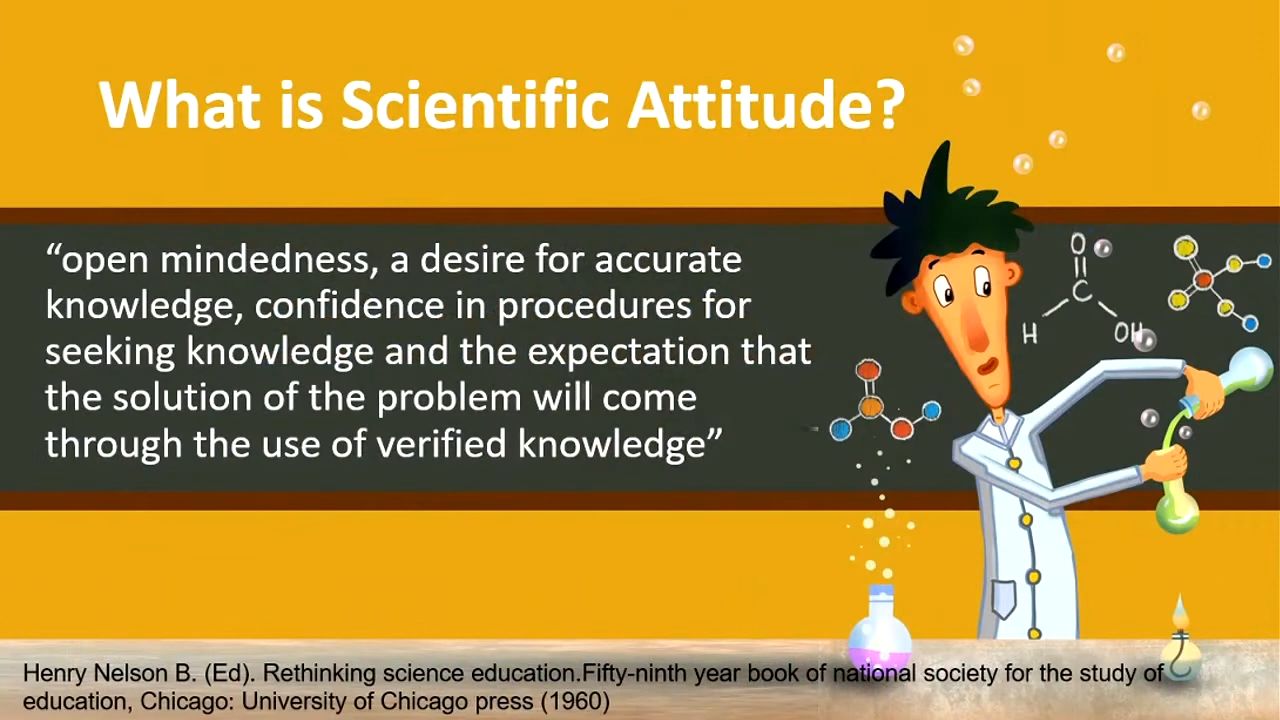 What is Scientific Attitude?
“open mindedness, a desire for accurate
knowledge, confidence in procedures for
seeking knowledge and the expectation that
the solution of the problem will come
through the use of verified knowledge”
O
C
H
OH
Henry Nelson B. (Ed). Rethinking science education.Fifty-ninth year book of national society for the study of
education, Chicago: University of Chicago press (1960)